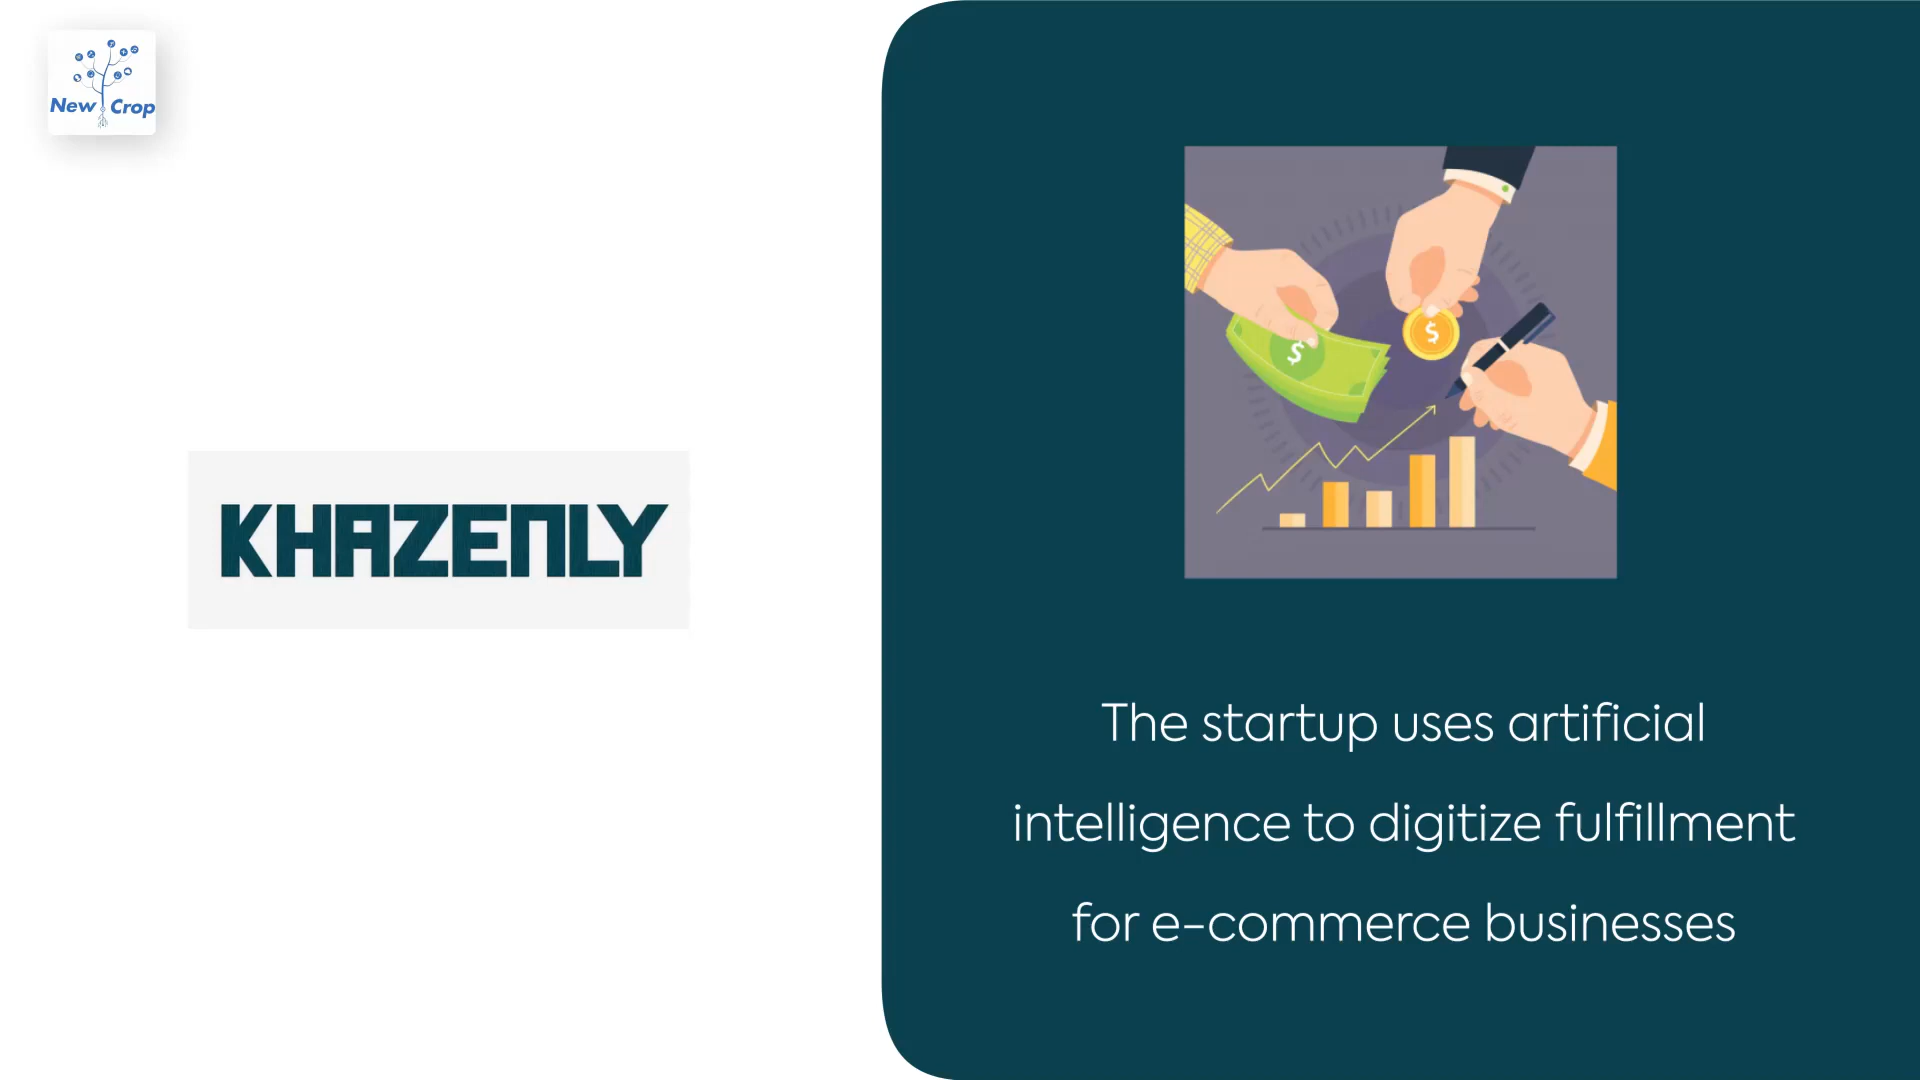 New Crop
KHAZENLY
$
$
The startup uses artificial
intelligence to digitize fulfillment
for e-commerce businesses